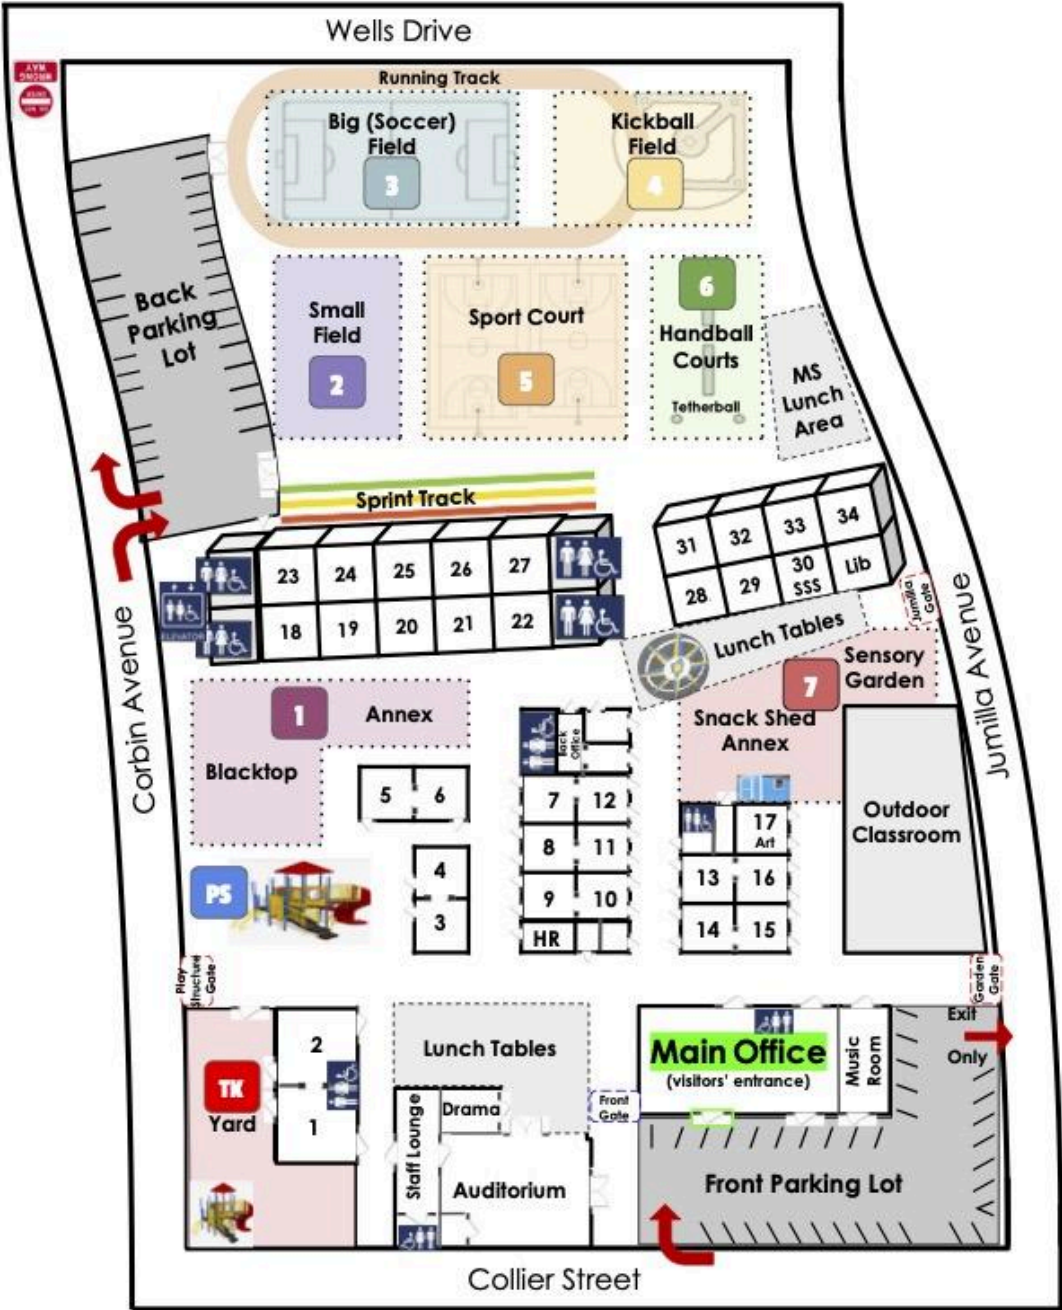 Wells Drive
WRONG
WAY
Running Track
Big (Soccer)
Field
3
Kickball
Field
4
Back
Parking
Lot
Small
Field
2
Sport Court
5
6
Handball
Courts
Tetherball
MS
Lunch
Area
Sprint Track
23
24
25
26
27
18
19
20
21
22
ELEVATOR
31
32
33
34
28
29
30
SSS
Lib
Jumilla
Gate
Lunch Tables
Corbin Avenue
Jumilla Avenue
1
Annex
Blacktop
7
Sensory
Garden
Snack Shed
Annex
Back
Office
5
6
4
3
7
12
8
11
9
10
HR
17
Art
13
16
14
15
Outdoor
Classroom
PS
Play
Structure
Gate
Garden
Gate
2
1
TK
Yard
Lunch Tables
Drama
Staff Lounge
Auditorium
Front
Gate
Main Office
(visitors' entrance)
Music
Room
Exit
Only
Front Parking Lot
Collier Street